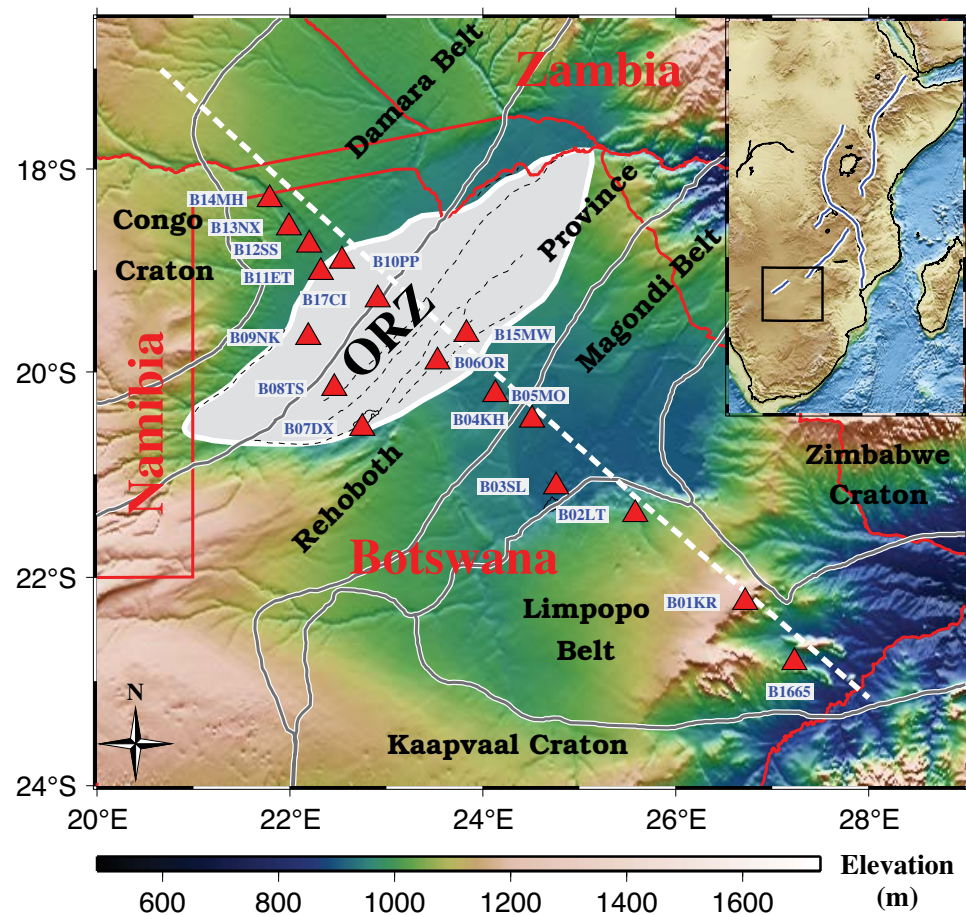 Zambia
Damara Belt
18°S
B14MH
Congo
Craton
B13NX
B12SS
B11ET
B10PP
B17CI
Province
Magondi Belt
ORZ
B09NK
B15MW
Namibia
20°S
B08TS
B06OR
B05MO
B04KH
B07DX
Rehoboth
B03SL
B02LT
Zimbabwe
Craton
Botswana
22°S
Limpopo
Belt
B01KR
B1665
N
Kaapvaal Craton
24°S
20°E
22°E
24°E
26°E
28°E
600
800
1000
1200
1400
1600
Elevation
(m)